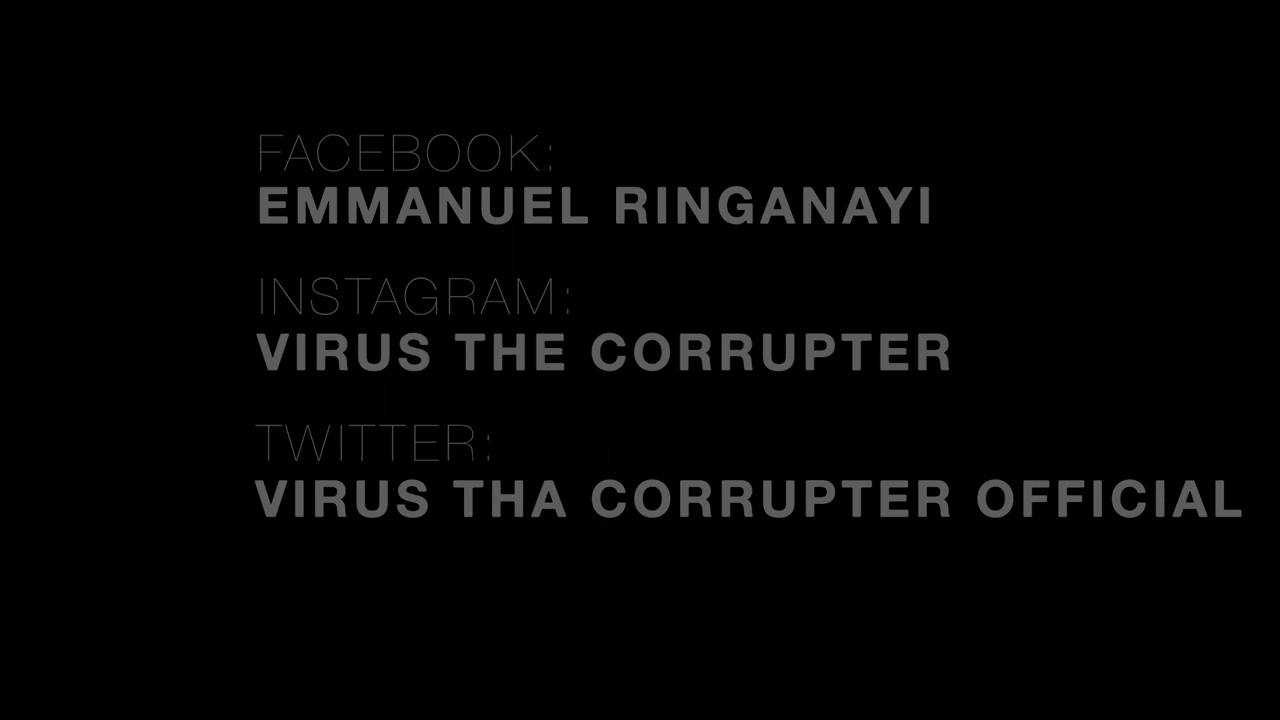 FACEBOOK:
EMMANUEL RINGANAYI
INSTAGRAM:
VIRUS THE CORRUPTER
TWITTER:
VIRUS THA CORRUPTER OFFICIAL